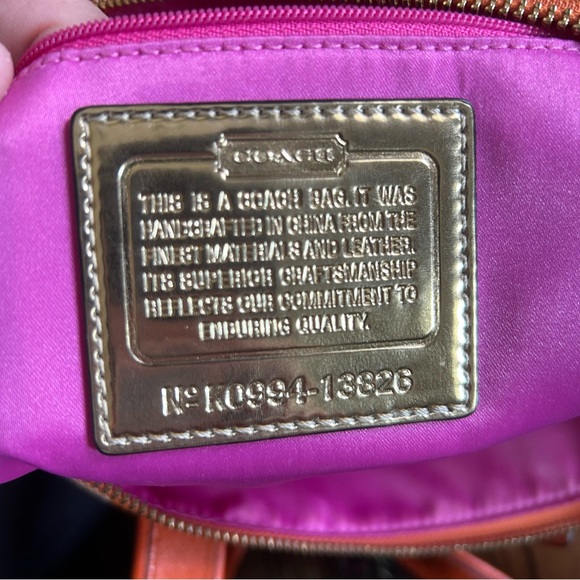 COACH
THIS IS A COACH BAG. IT WAS
HANDCRAFTED IN CHINA FROM THE
FINEST MATERIALS AND LEATHER.
ITS SUPERIOR CRAFTSMANSHIP
REFLECTS OUR COMMITMENT TO
ENDURING QUALITY.
Nº K0994-13826